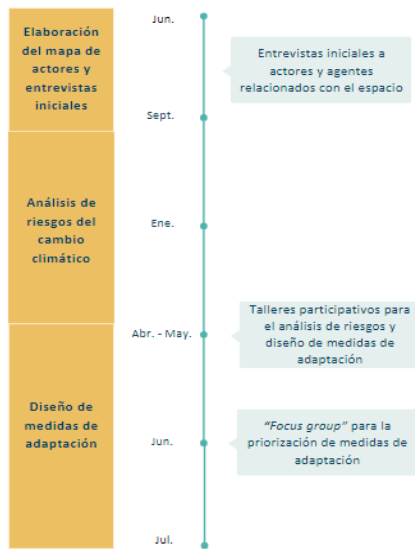 Elaboración
del mapa de
actores y
entrevistas
iniciales
Análisis de
riesgos del
cambio
climático
Diseño de
medidas de
adaptación
Jun.
Sept.
Ene.
Abr. - May.
Jun.
Jul.
Entrevistas iniciales a
actores y agentes
relacionados con el espacio
Talleres participativos para
el análisis de riesgos y
diseño de medidas de
adaptación
"Focus group" para la
priorización de medidas de
adaptación